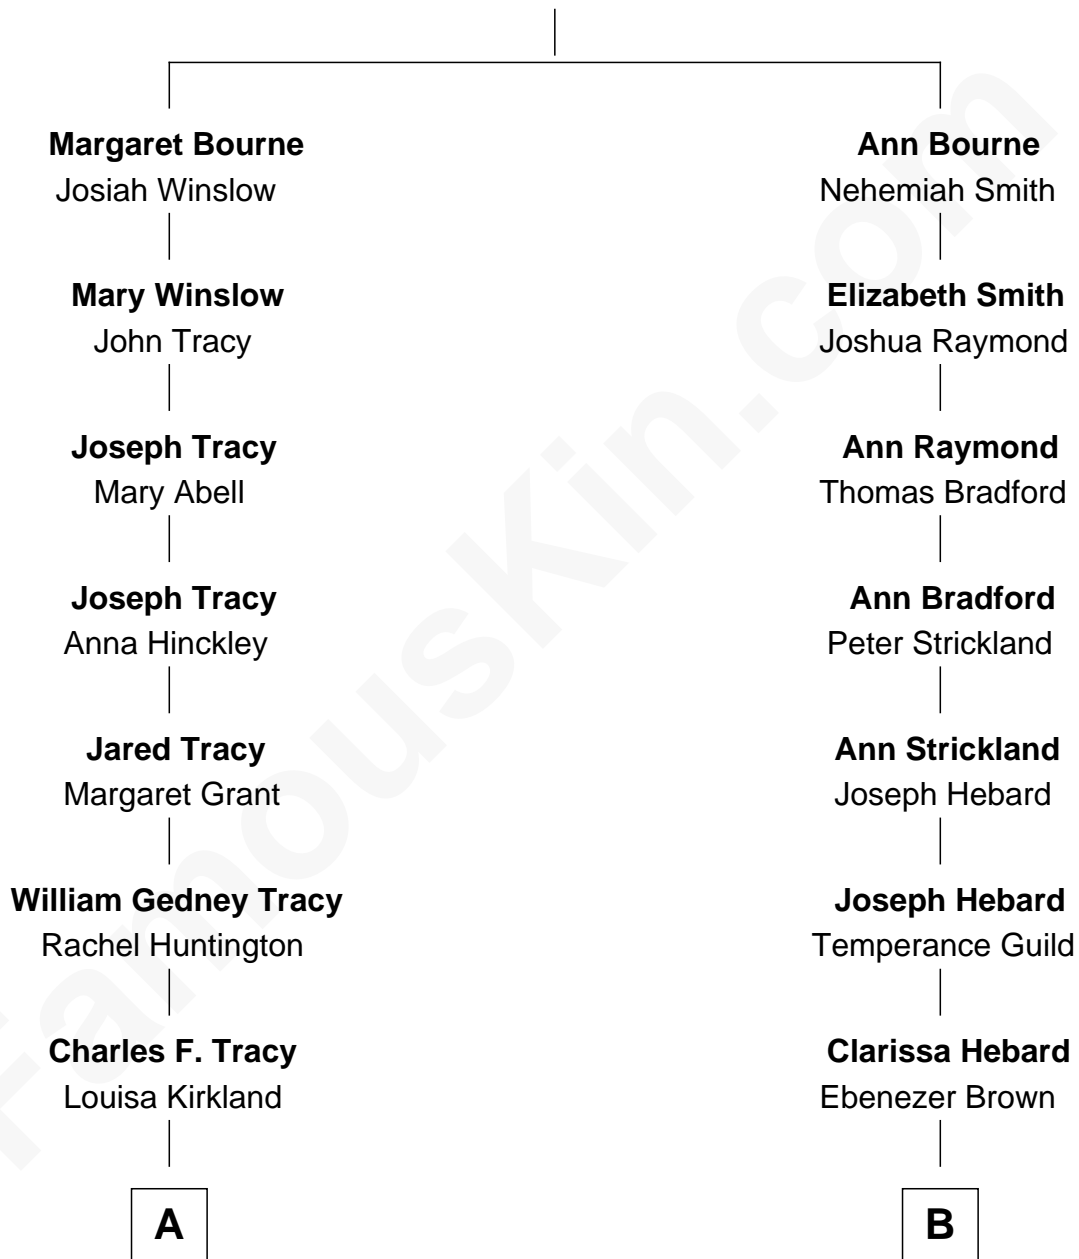 Margaret Bourne
Josiah Winslow
Ann Bourne
Nehemiah Smith
Mary Winslow
John Tracy
Elizabeth Smith
Joshua Raymond
Joseph Tracy
Mary Abell
Ann Raymond
Thomas Bradford
Joseph Tracy
Anna Hinckley
Ann Bradford
Peter Strickland
Jared Tracy
Margaret Grant
Ann Strickland
Joseph Hebard
William Gedney Tracy
Rachel Huntington
Joseph Hebard
Temperance Guild
Charles F. Tracy
Louisa Kirkland
Clarissa Hebard
Ebenezer Brown
A
B
FamousKin.com